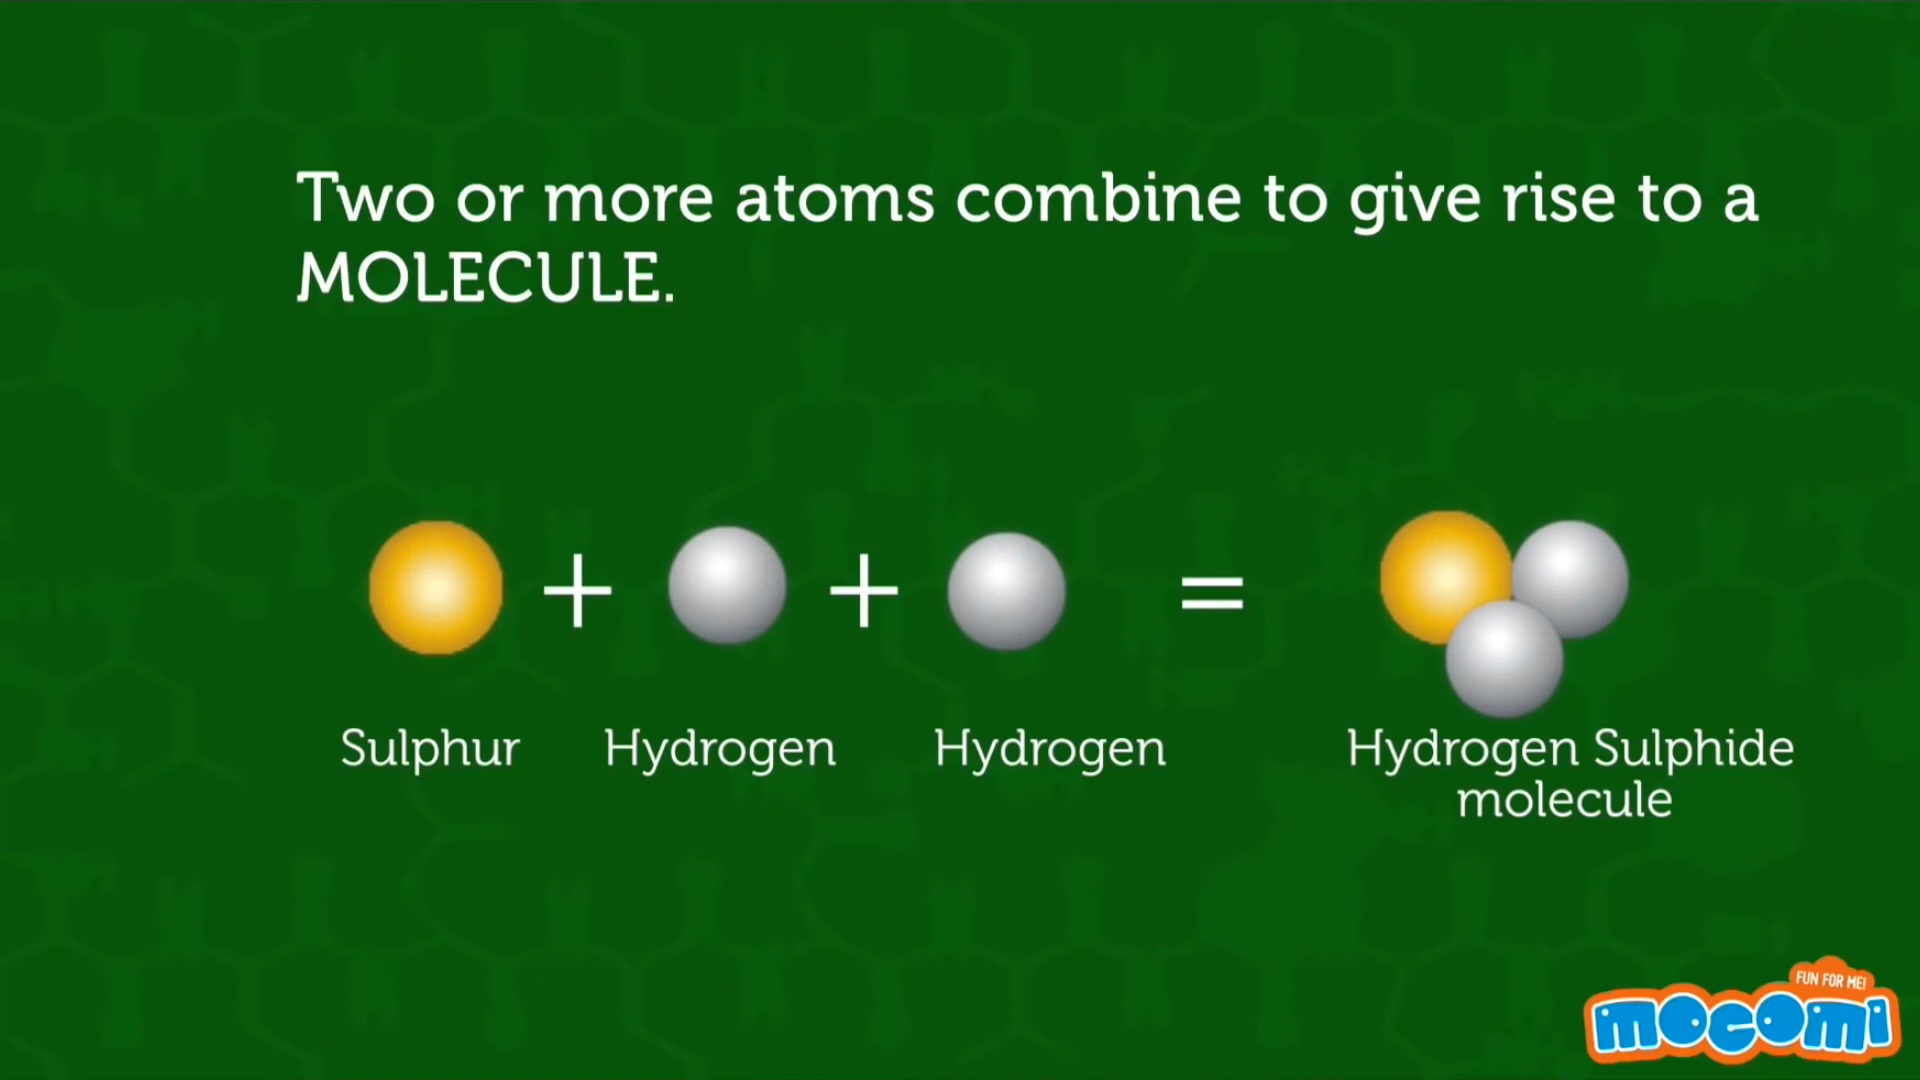 Two or more atoms combine to give rise to a
MOLECULE.
+ + =
Sulphur Hydrogen Hydrogen Hydrogen Sulphide
molecule
FUN FOR ME!
mocomi